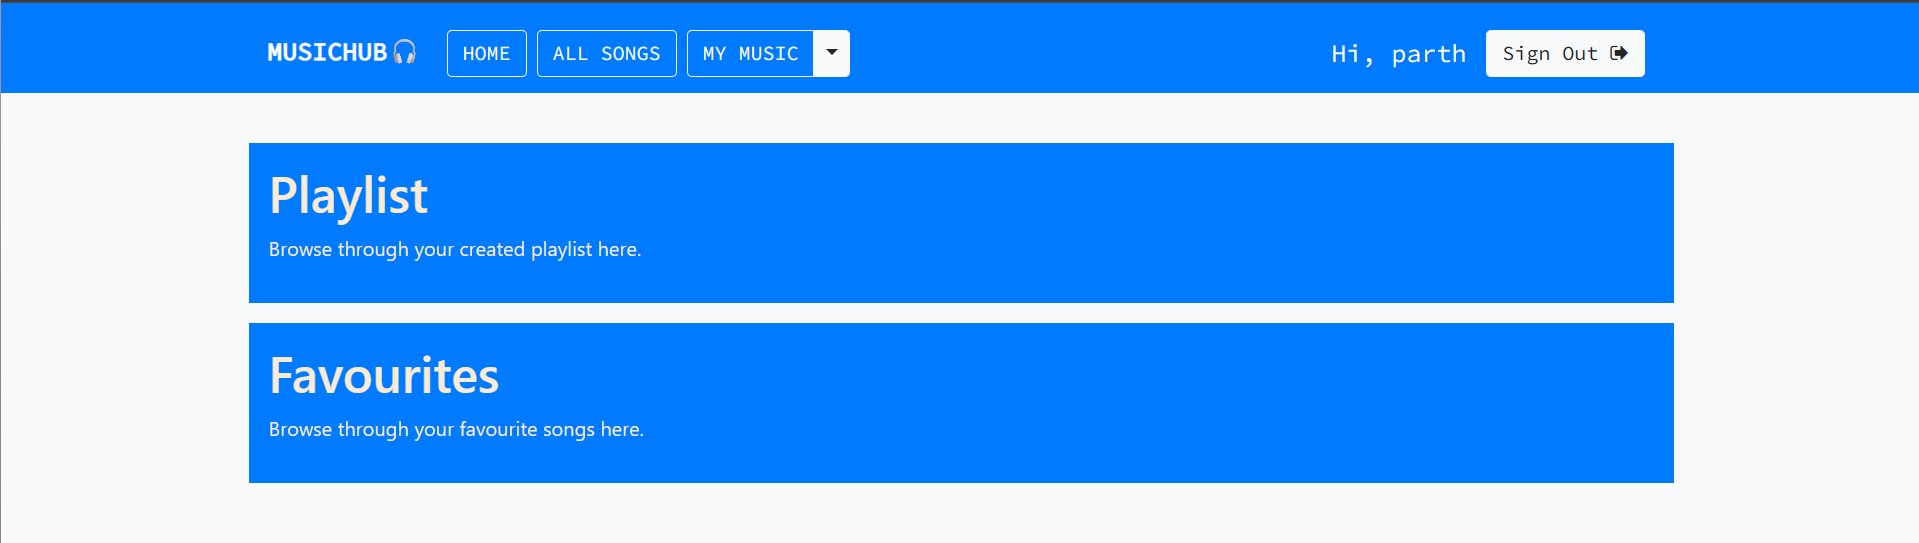 MUSICHUB HOME ALL SONGS MY MUSIC Hi, parth Sign Out
Playlist
Browse through your created playlist here.
Favourites
Browse through your favourite songs here.